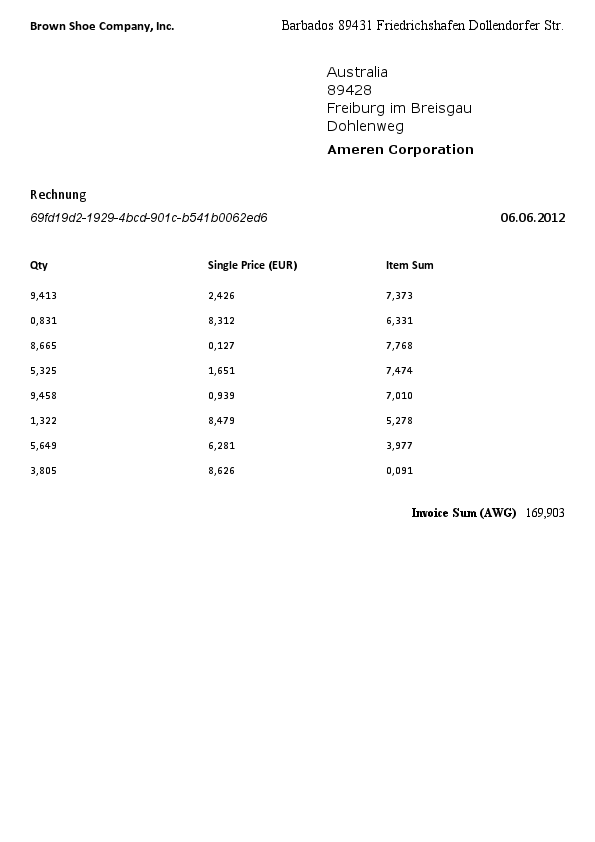 Brown Shoe Company, Inc. Barbados 89431 Friedrichshafen Dollendorfer Str.
Australia
89428
Freiburg im Breisgau
Dohlenweg
Ameren Corporation
Rechnung
69fd19d2-1929-4bcd-901c-b541b0062ed6 06.06.2012
Qty Single Price (EUR) Item Sum
9,413 2,426 7,373
0,831 8,312 6,331
8,665 0,127 7,768
5,325 1,651 7,474
9,458 0,939 7,010
1,322 8,479 5,278
5,649 6,281 3,977
3,805 8,626 0,091
Invoice Sum (AWG) 169,903